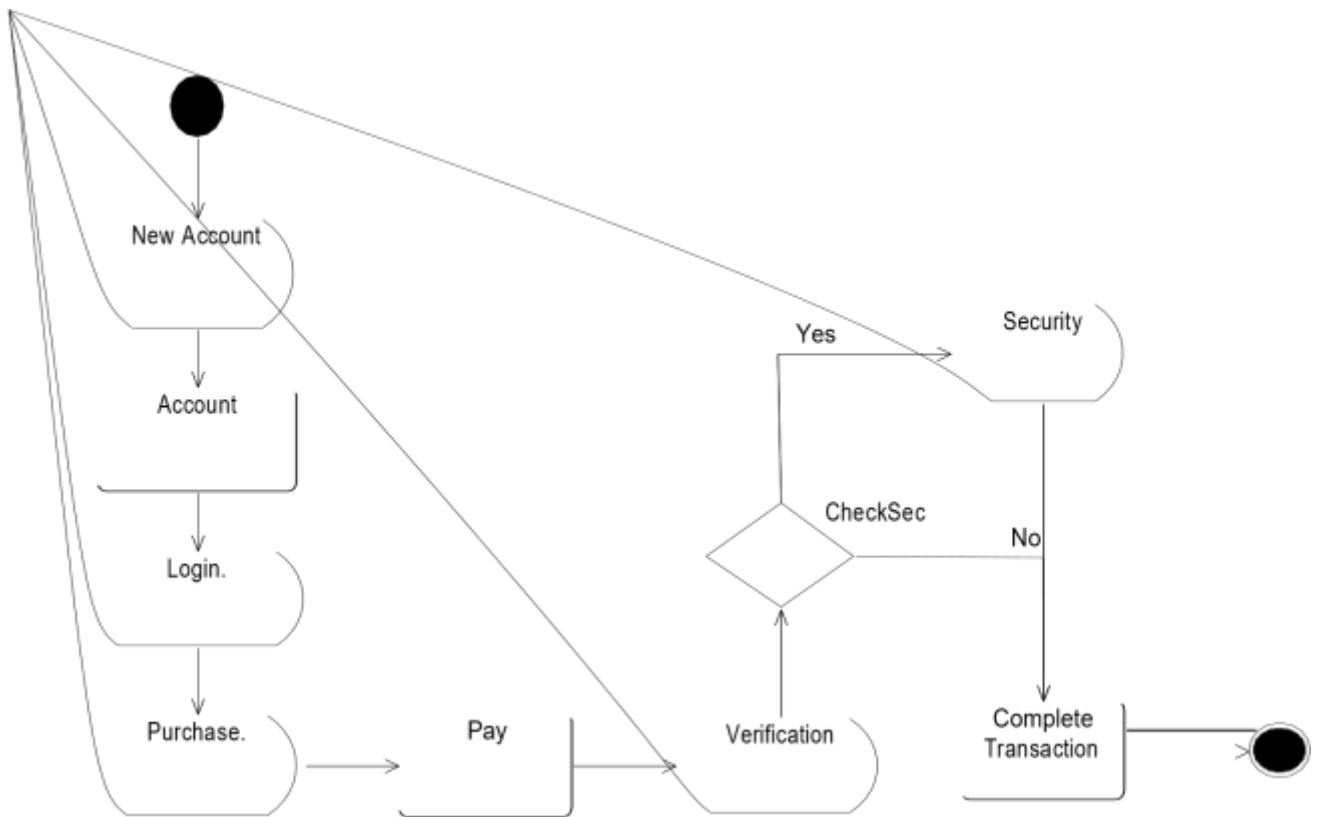 New Account
Account
Login.
Purchase.
Pay
Verification
CheckSec
Yes
No
Security
Complete
Transaction